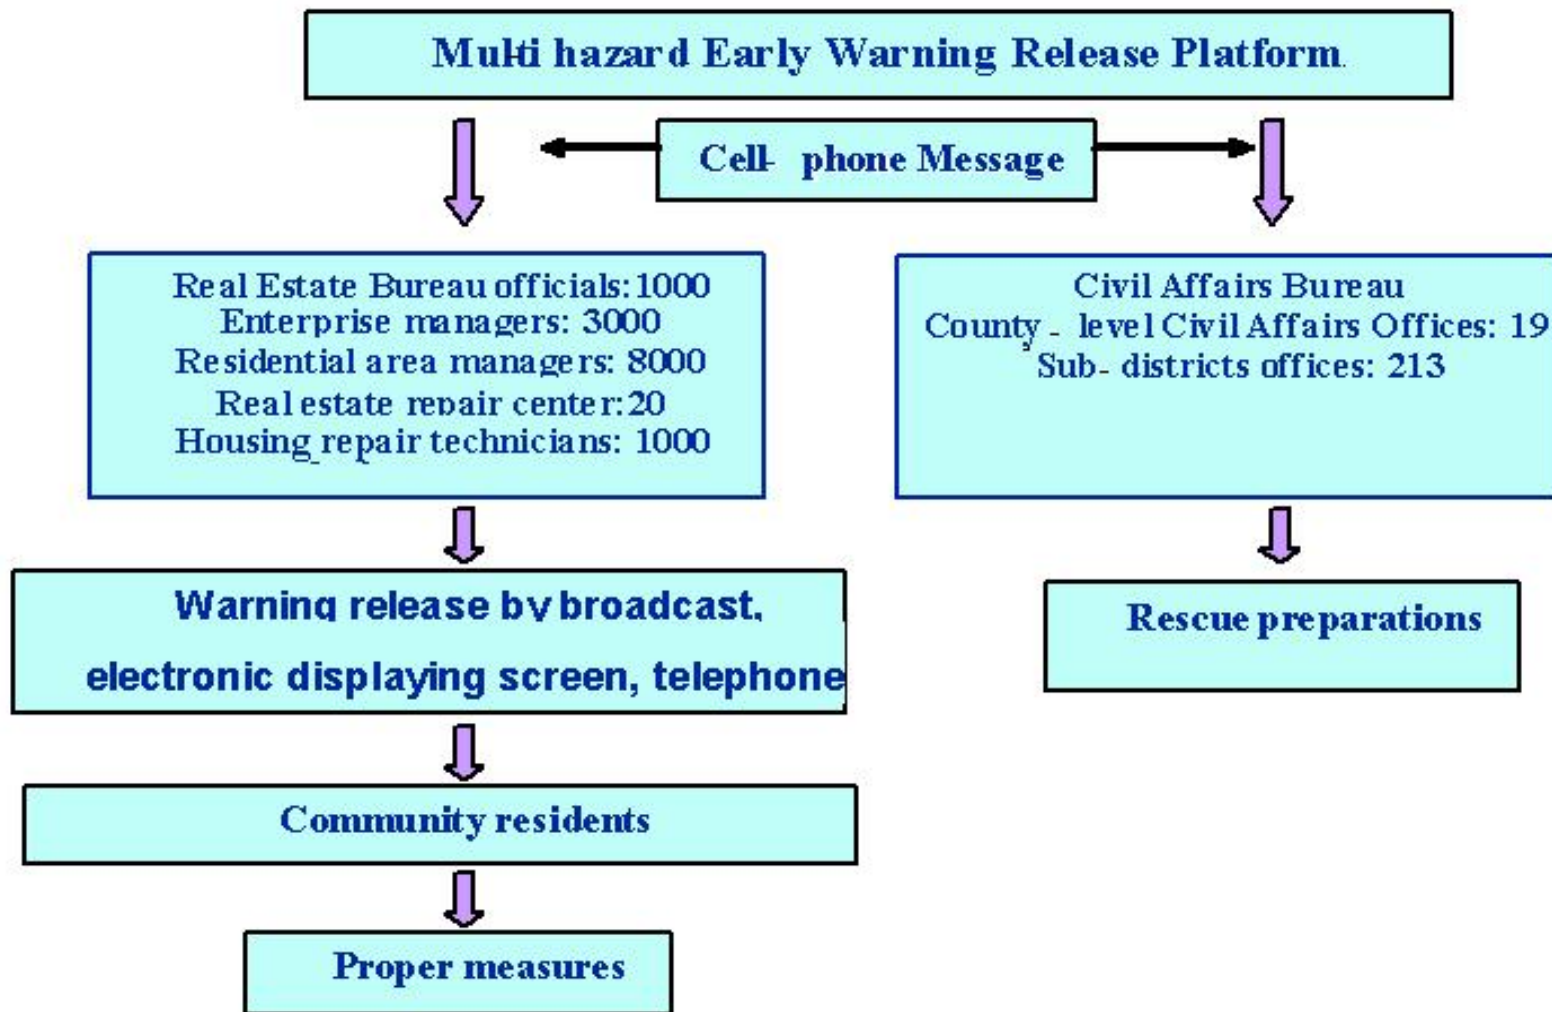 Multi hazard Early Warning Release Platform.
Cell- phone Message
Real Estate Bureau officials:1000
Enterprise managers: 3000
Residential area managers: 8000
Real estate repair center:20
Housing repair technicians: 1000
Civil Affairs Bureau
County - level Civil Affairs Offices: 19
Sub- districts offices: 213
Warning release by broadcast,
electronic displaying screen, telephone
Rescue preparations
Community residents
Proper measures